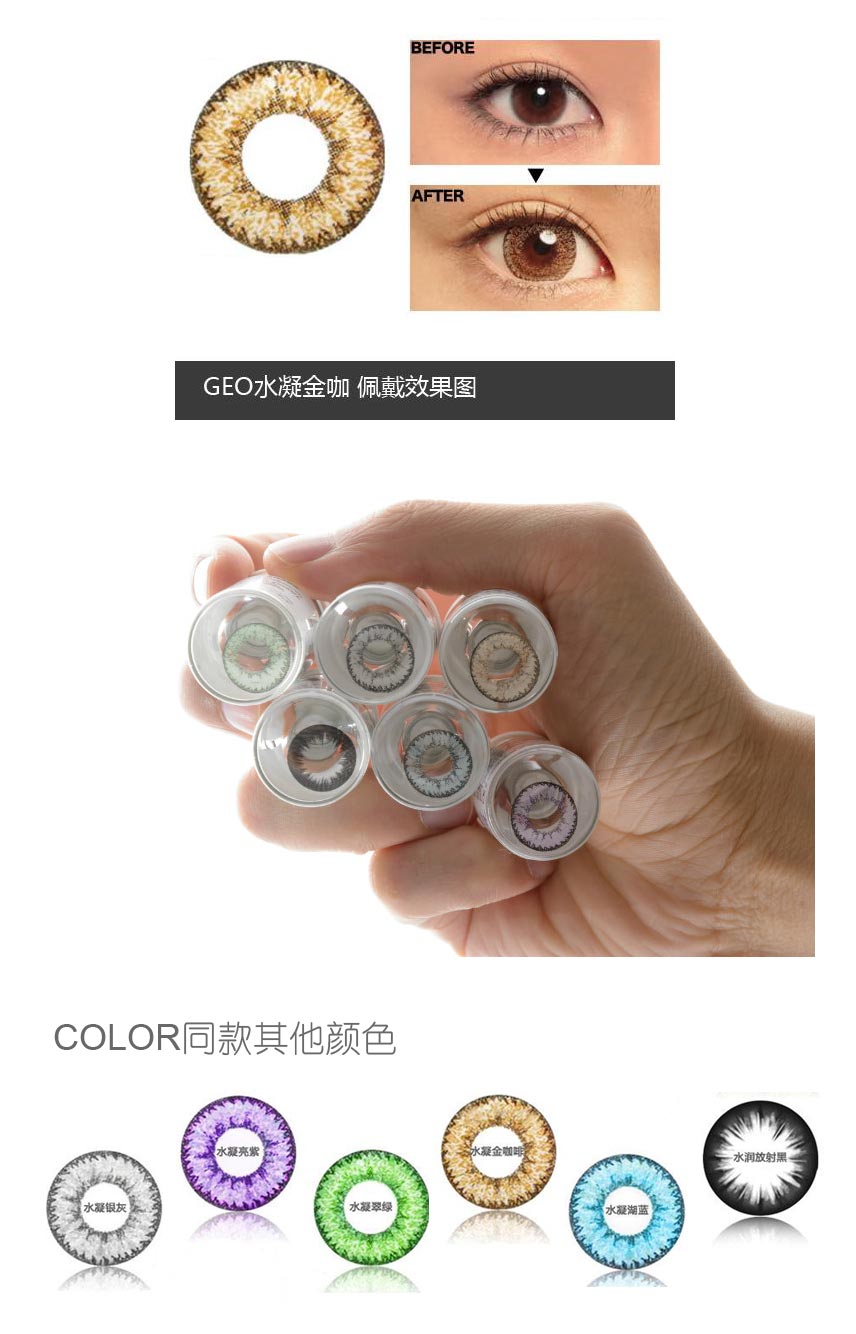 BEFORE
AFTER
GEO水凝金咖 佩戴效果图
COLOR同款其他颜色
水凝银灰
水凝亮紫
水凝翠绿
水凝金咖啡
水凝湖蓝
水润放射黑